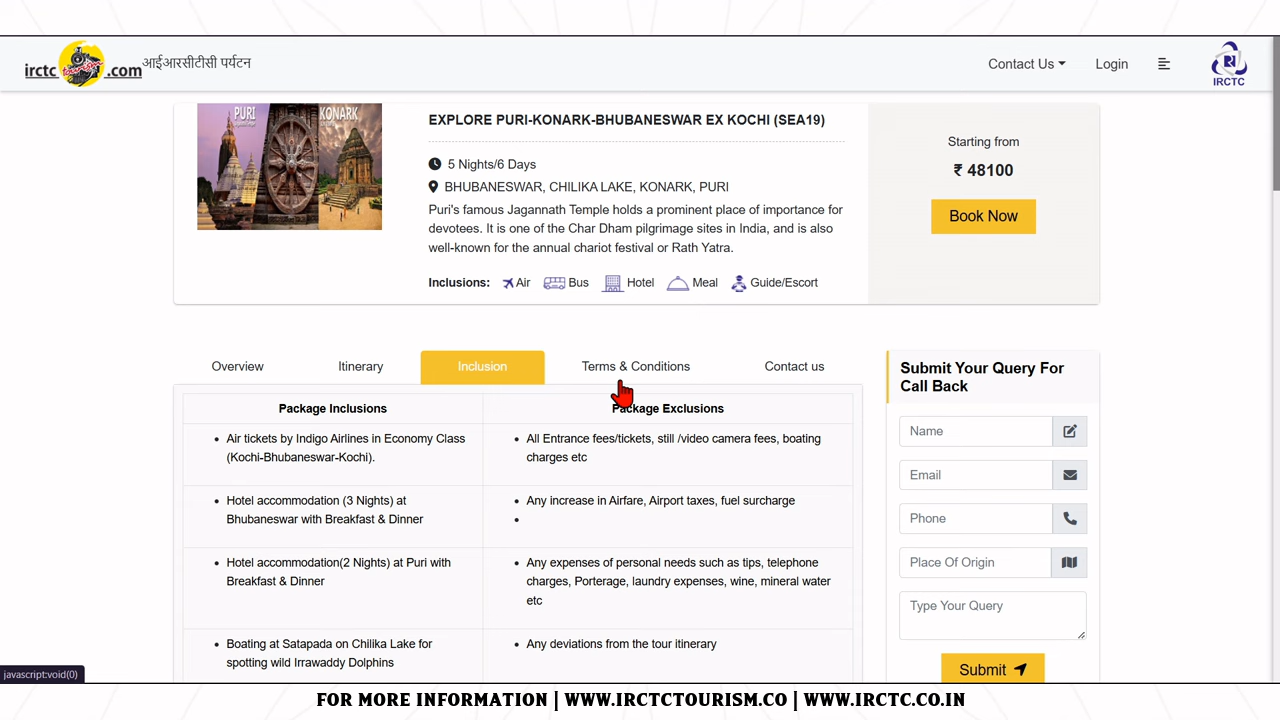 irctc tourism .com आईआरसीटीसी पर्यटन
Contact Us
Login
IRCTC
PURI
KONARK
EXPLORE PURI-KONARK-BHUBANESWAR EX KOCHI (SEA19)
5 Nights/6 Days
BHUBANESWAR, CHILIKA LAKE, KONARK, PURI
Puri's famous Jagannath Temple holds a prominent place of importance for
devotees. It is one of the Char Dham pilgrimage sites in India, and is also
well-known for the annual chariot festival or Rath Yatra.
Inclusions: Air Bus Hotel Meal Guide/Escort
Starting from
₹ 48100
Book Now
Overview
Itinerary
Inclusion
Terms & Conditions
Contact us
Package Inclusions
Package Exclusions
Air tickets by Indigo Airlines in Economy Class
(Kochi-Bhubaneswar-Kochi).
All Entrance fees/tickets, still /video camera fees, boating
charges etc
Hotel accommodation (3 Nights) at
Bhubaneswar with Breakfast & Dinner
Any increase in Airfare, Airport taxes, fuel surcharge
Hotel accommodation(2 Nights) at Puri with
Breakfast & Dinner
Any expenses of personal needs such as tips, telephone
charges, Porterage, laundry expenses, wine, mineral water
etc
Boating at Satapada on Chilika Lake for
spotting wild Irrawaddy Dolphins
Any deviations from the tour itinerary
Submit Your Query For
Call Back
Name
Email
Phone
Place Of Origin
Type Your Query
Submit
javascript:void(0)
FOR MORE INFORMATION | WWW.IRCTCTOURISM.CO | WWW.IRCTC.CO.IN